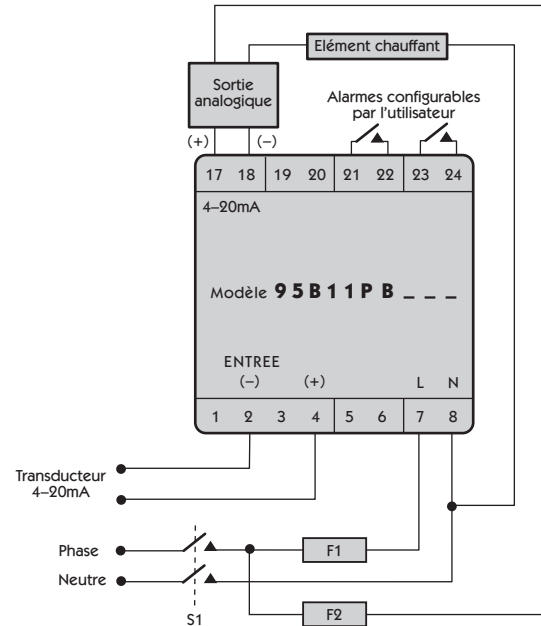 Elément chauffant
Sortie
analogique
Alarmes configurables
par l'utilisateur
(+) (–)
17 18 19 20 21 22 23 24
4–20mA
Modèle 9 5 B 1 1 P B _ _ _
ENTREE
(–) (+) L N
1 2 3 4 5 6 7 8
Transducteur
4–20mA
Phase
F1
Neutre
S1
F2